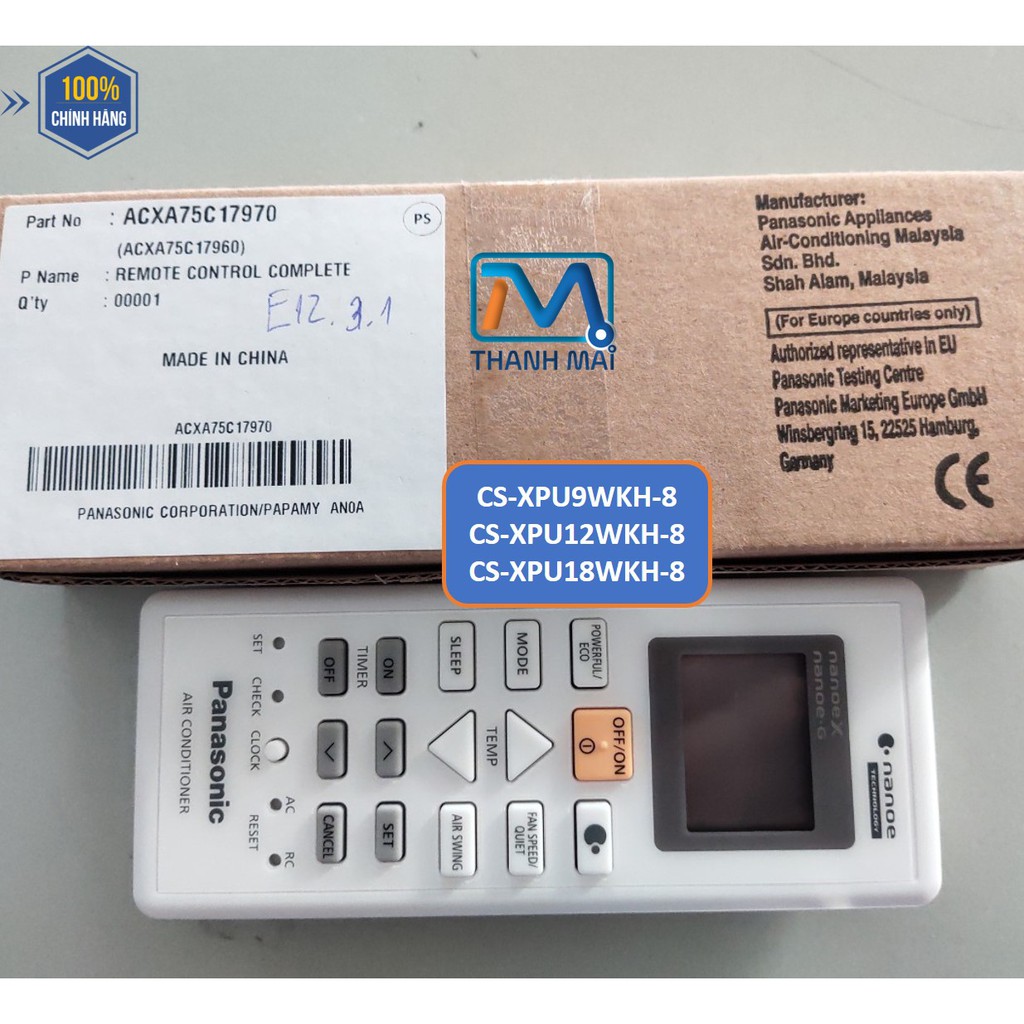 100%
CHÍNH HÃNG
Part No : ACXA75C17970
PS
(ACXA75C17960)
P Name : REMOTE CONTROL COMPLETE
Q'ty : 00001
E12.3.1
MADE IN CHINA
ACXA75C17970
PANASONIC CORPORATION/PAPAMY AN0A
THANH MAI
Manufacturer:
Panasonic Appliances
Air-Conditioning Malaysia
Sdn. Bhd.
Shah Alam, Malaysia
(For Europe countries only)
Authorized representative in EU
Panasonic Testing Centre
Panasonic Marketing Europe GmbH
Winsbergring 15, 22525 Hamburg,
Germany
CE
CS-XPU9WKH-8
CS-XPU12WKH-8
CS-XPU18WKH-8
nanoe
TECHNOLOGY
nanoeX
nanoe-G
POWERFUL/
ECO
OFF/ON
MODE
TEMP
FAN SPEED/
QUIET
SLEEP
AIR SWING
TIMER
ON
SET
OFF
CANCEL
SET
CHECK
CLOCK
AC
RESET
RC
Panasonic
AIR CONDITIONER